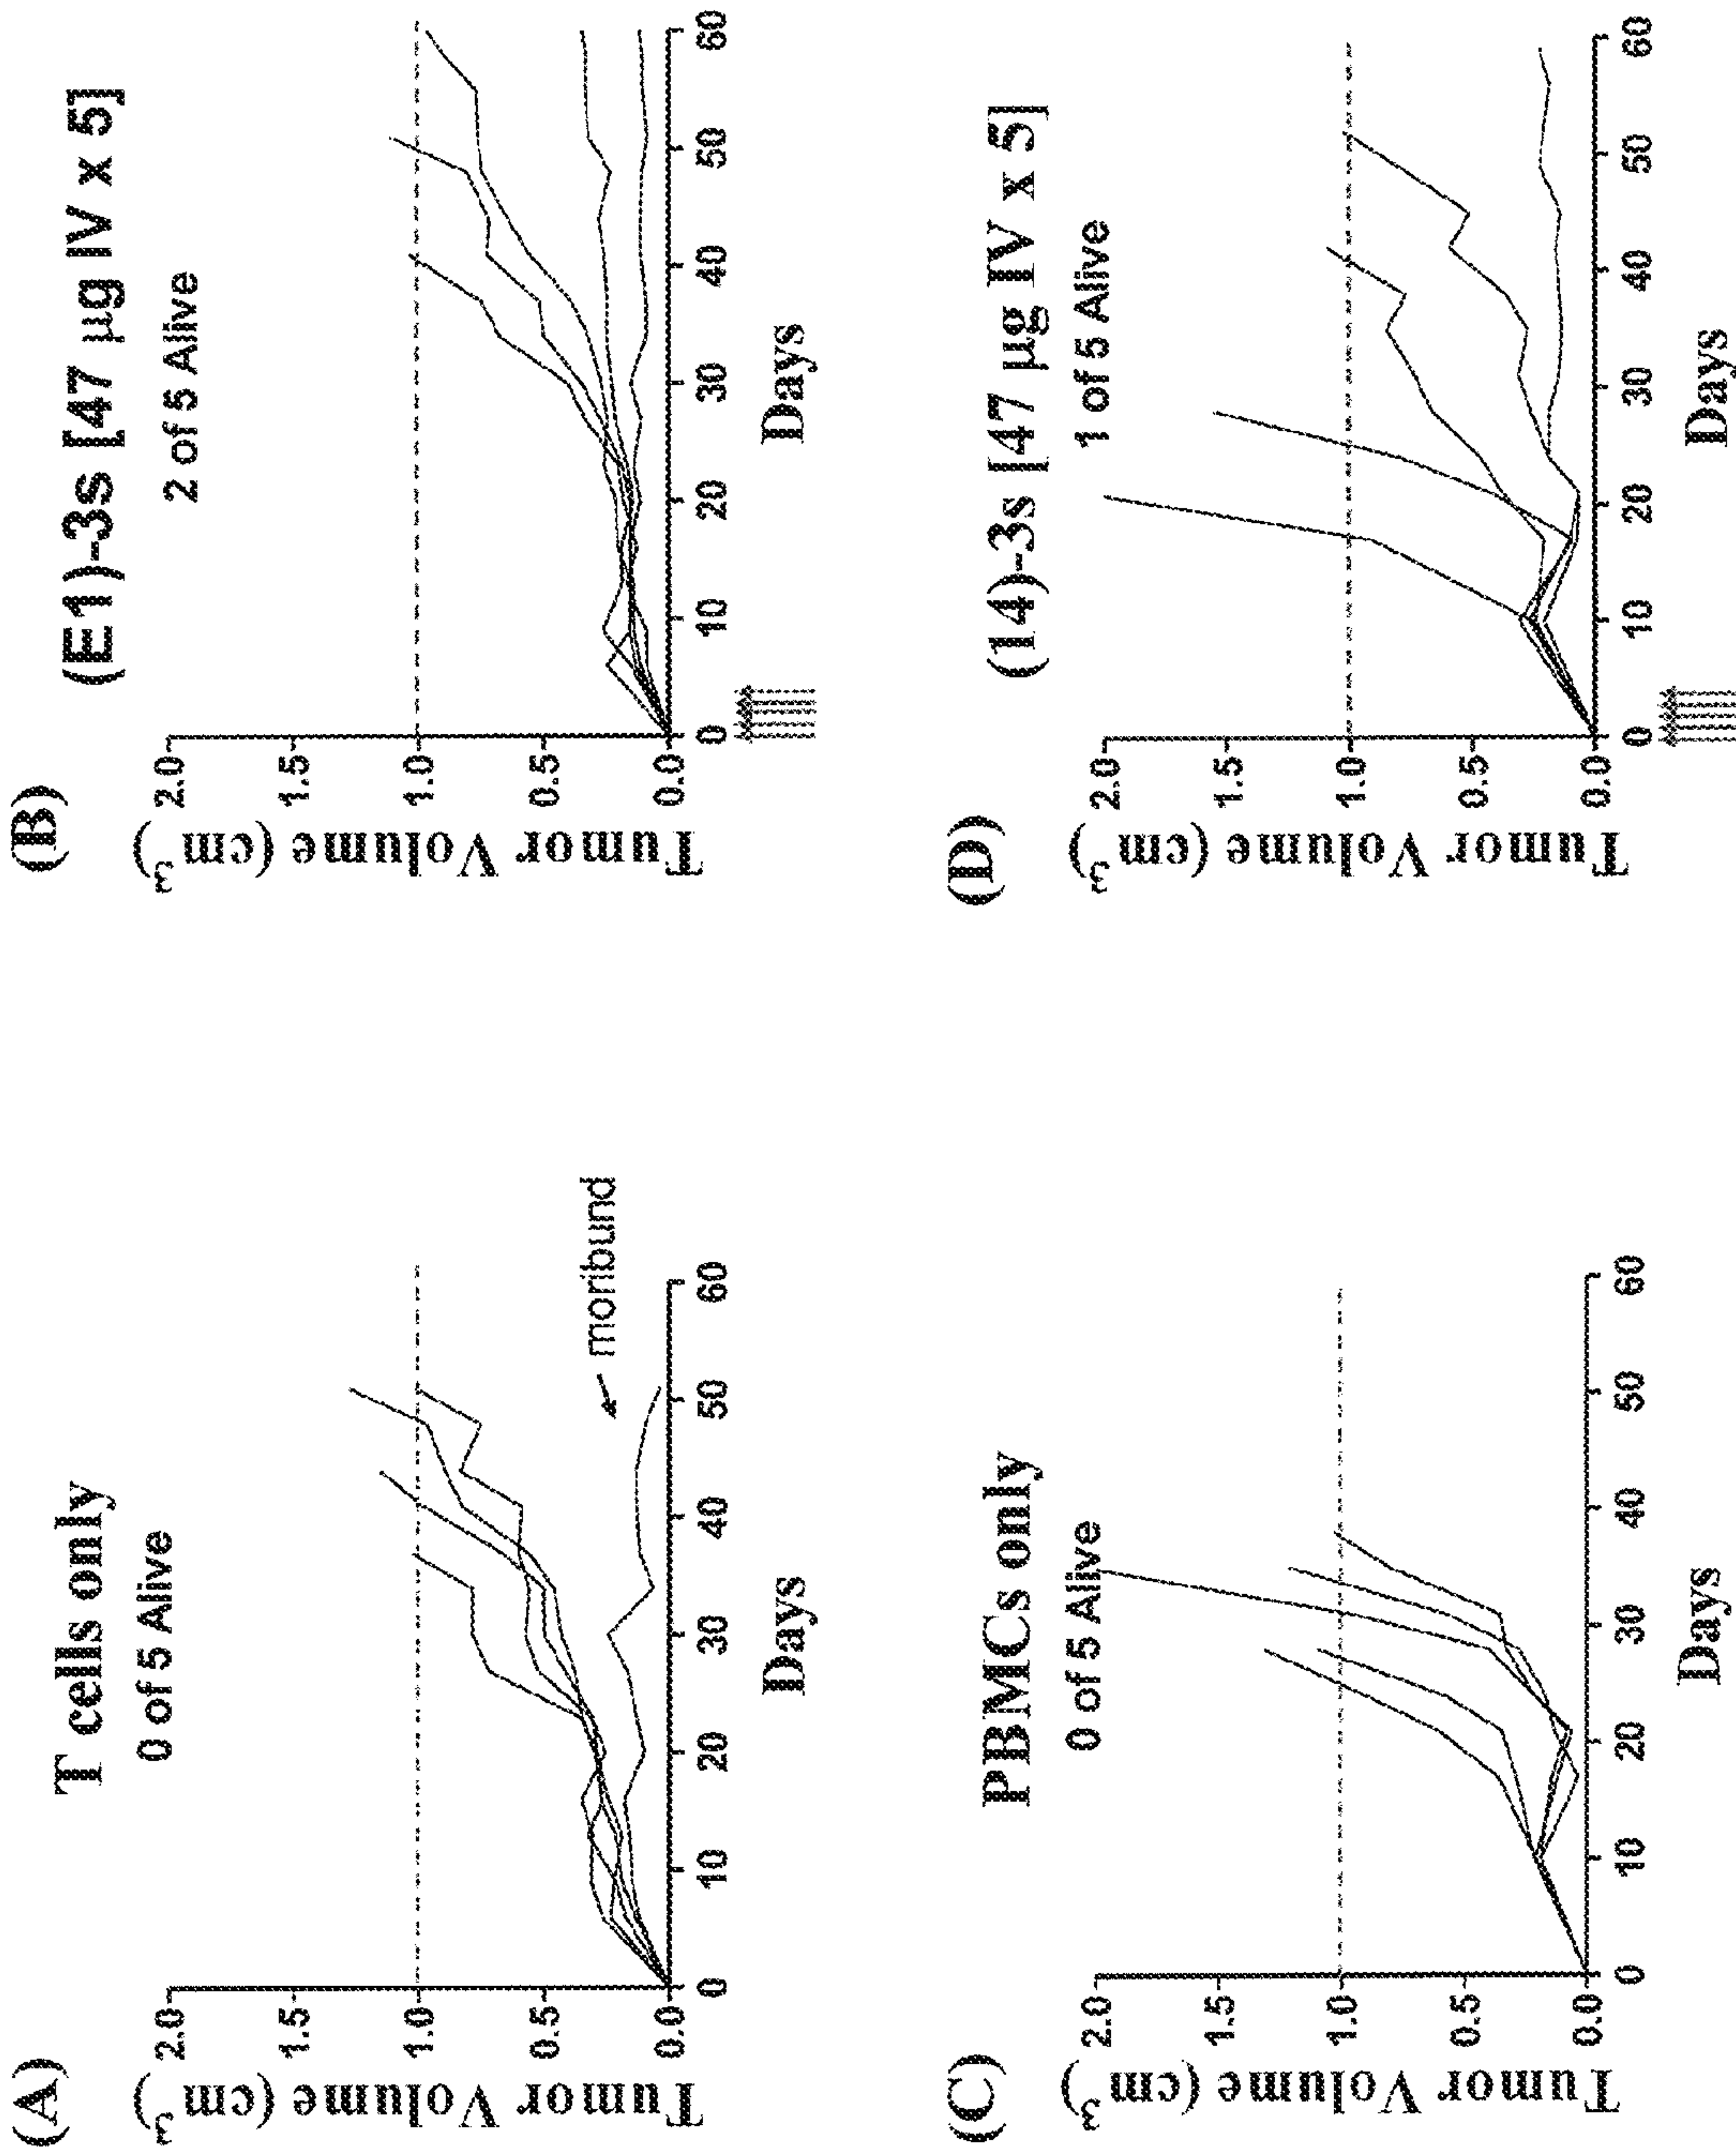 (A)
T cells only
0 of 5 Alive
Tumor Volume (cm³)
2.0
1.5
1.0
0.5
0.0
0 10 20 30 40 50 60
Days
moribund
(B)
(E1)-3s [47 µg IV x 5]
2 of 5 Alive
Tumor Volume (cm³)
2.0
1.5
1.0
0.5
0.0
0 10 20 30 40 50 60
Days
(C)
PBMCs only
0 of 5 Alive
Tumor Volume (cm³)
2.0
1.5
1.0
0.5
0.0
0 10 20 30 40 50 60
Days
(D)
(14)-3s [47 µg IV x 5]
1 of 5 Alive
Tumor Volume (cm³)
2.0
1.5
1.0
0.5
0.0
0 10 20 30 40 50 60
Days